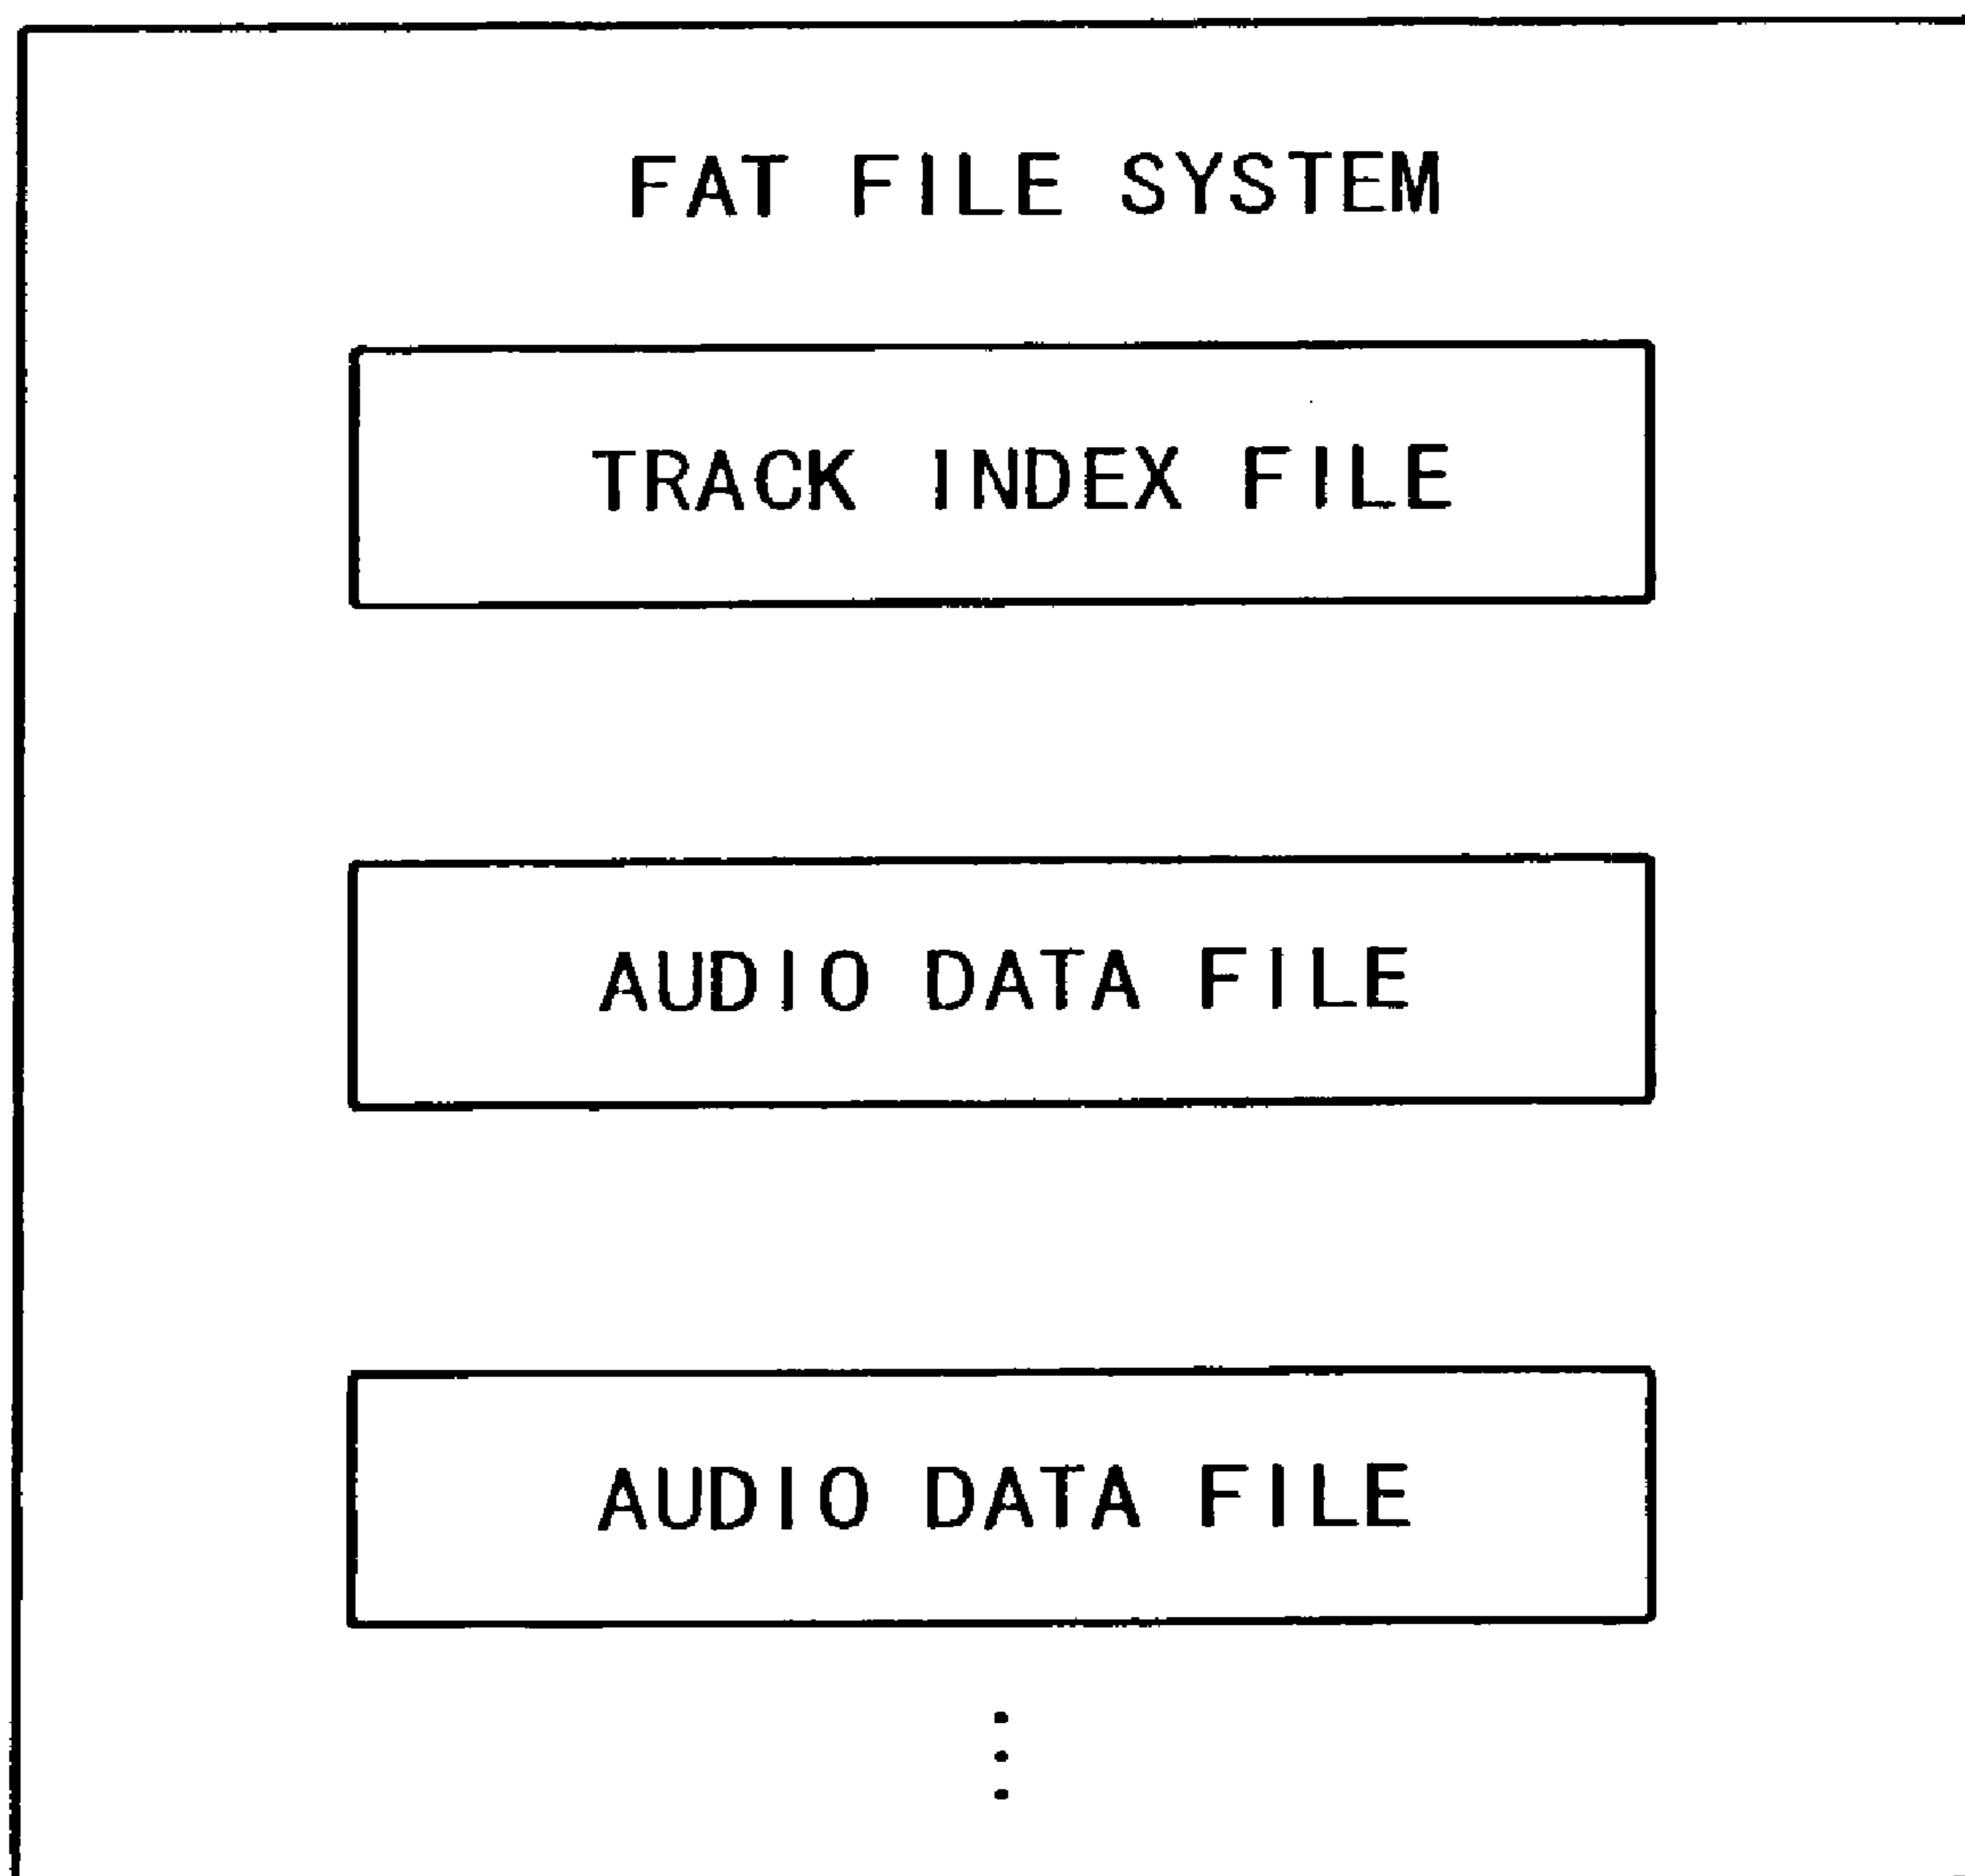 FAT FILE SYSTEM
TRACK INDEX FILE
AUDIO DATA FILE
AUDIO DATA FILE